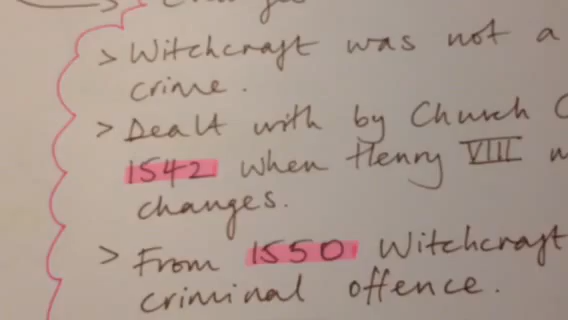 > Witchcraft was not a
crime.
> Dealt with by Church
1542 when Henry VIII
changes.
> From 1550 Witchcraft
criminal offence.